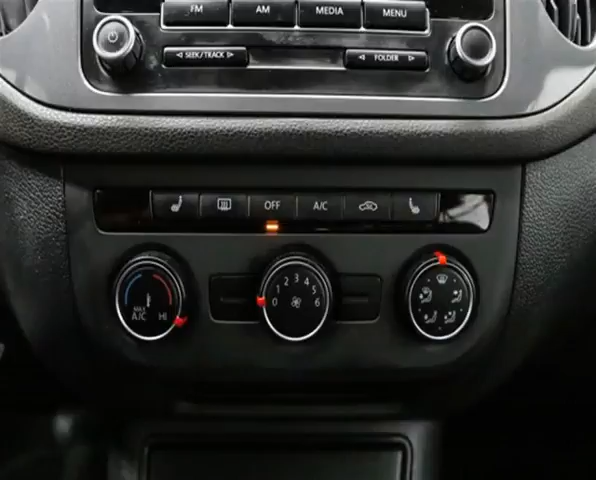 FM AM MEDIA MENU
SEEK/TRACK FOLDER
OFF A/C
1 2 3 4 5
0 6
MAX
A/C HI